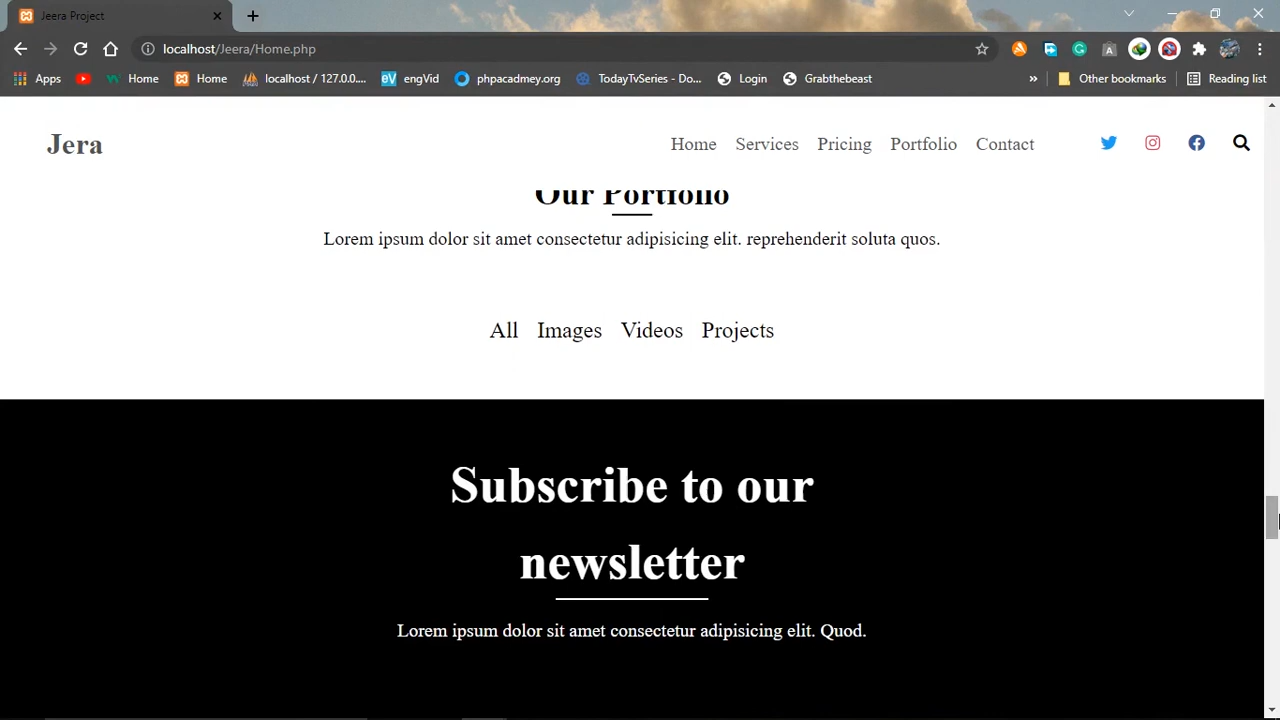 Jeera Project
localhost/Jeera/Home.php
Apps Home Home localhost / 127.0.0.... engVid phpacadmey.org TodayTvSeries - Do... Login Grabthebeast » Other bookmarks Reading list
Jera Home Services Pricing Portfolio Contact
Our Portfolio
Lorem ipsum dolor sit amet consectetur adipisicing elit. reprehenderit soluta quos.
All Images Videos Projects
Subscribe to our
newsletter
Lorem ipsum dolor sit amet consectetur adipisicing elit. Quod.